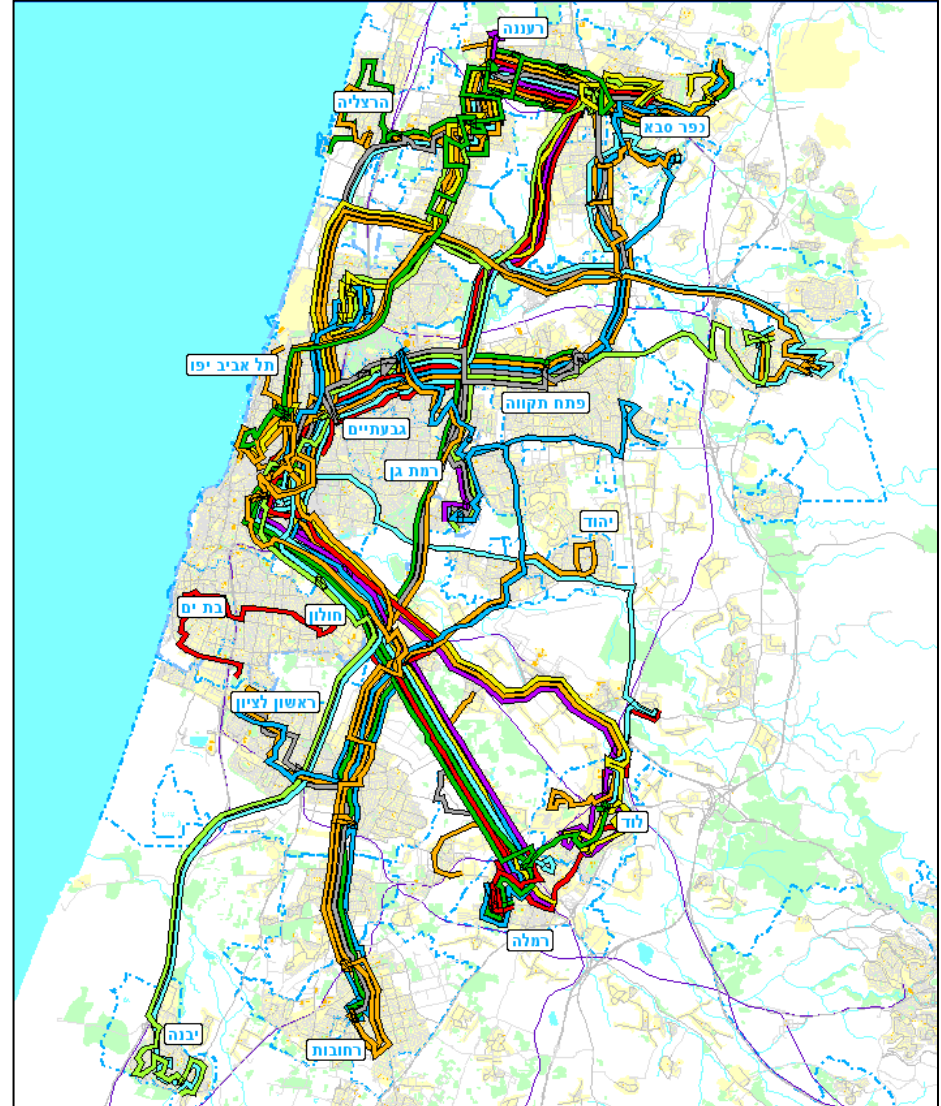 רעננה
הרצליה
כפר סבא
תל אביב יפו
פתח תקווה
גבעתיים
רמת גן
יהוד
בת ים
חולון
ראשון לציון
לוד
רמלה
יבנה
רחובות